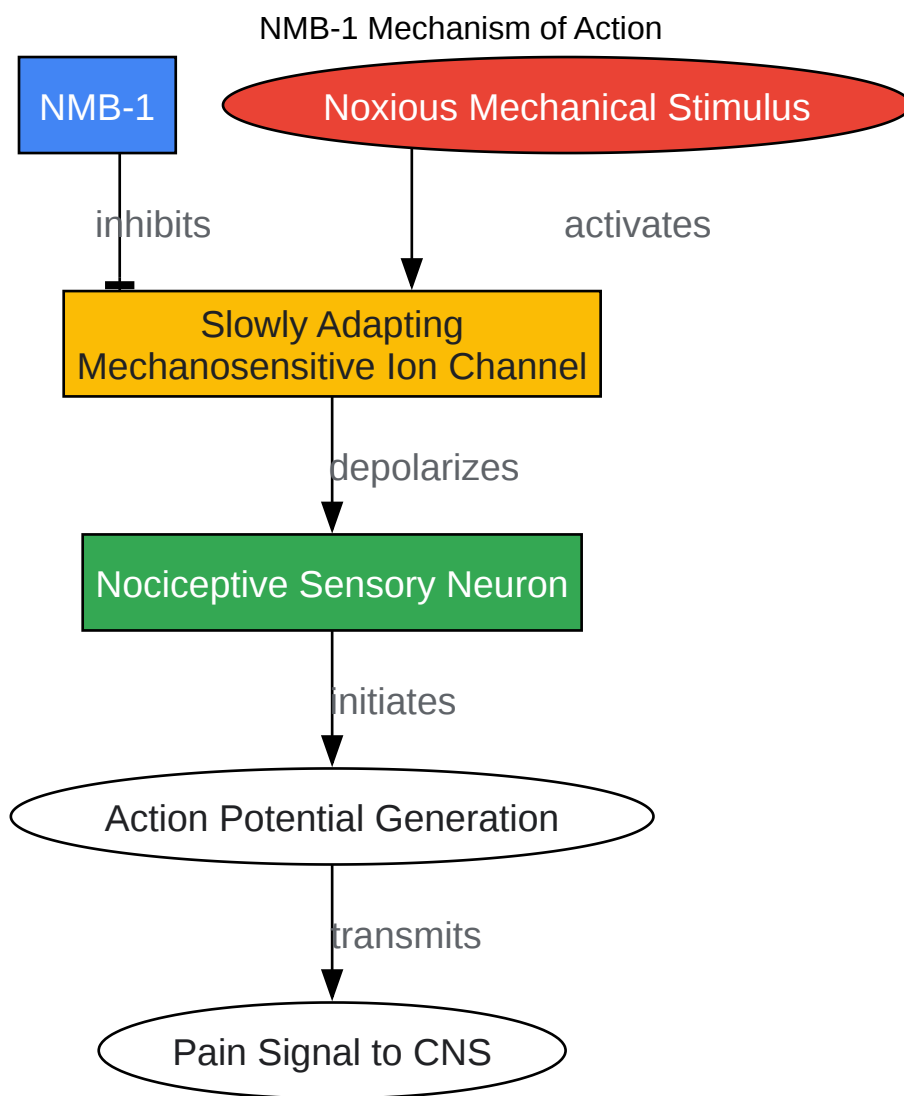 NMB-1 Mechanism of Action
NMB-1
Noxious Mechanical Stimulus
inhibits
activates
Slowly Adapting
Mechanosensitive Ion Channel
depolarizes
Nociceptive Sensory Neuron
initiates
Action Potential Generation
transmits
Pain Signal to CNS